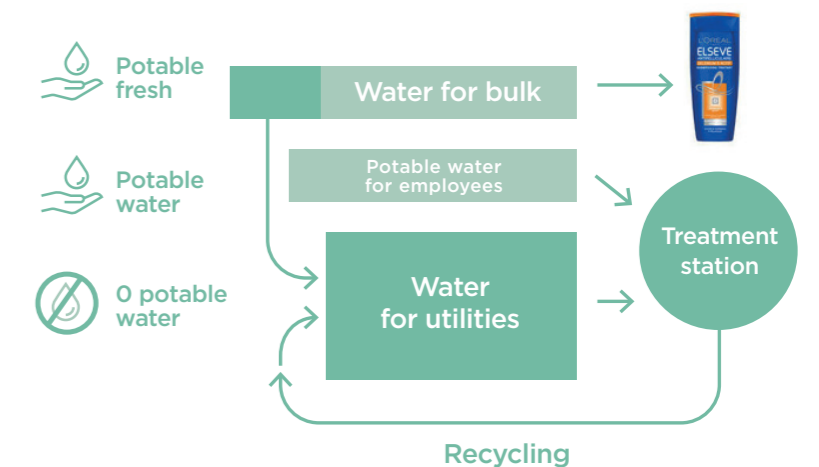 Potable
fresh
Water for bulk
L'ORÉAL
ELSEVE
Potable water
for employees
Potable
water
Treatment
station
0 potable
water
Water
for utilities
Recycling